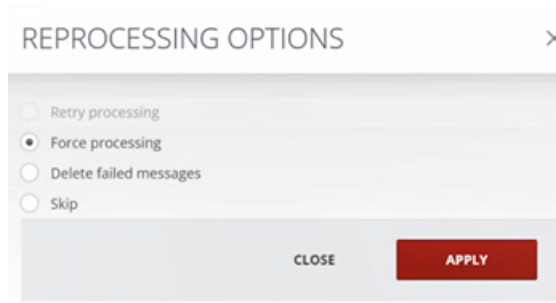 REPROCESSING OPTIONS
Retry processing
Force processing
Delete failed messages
Skip
CLOSE APPLY